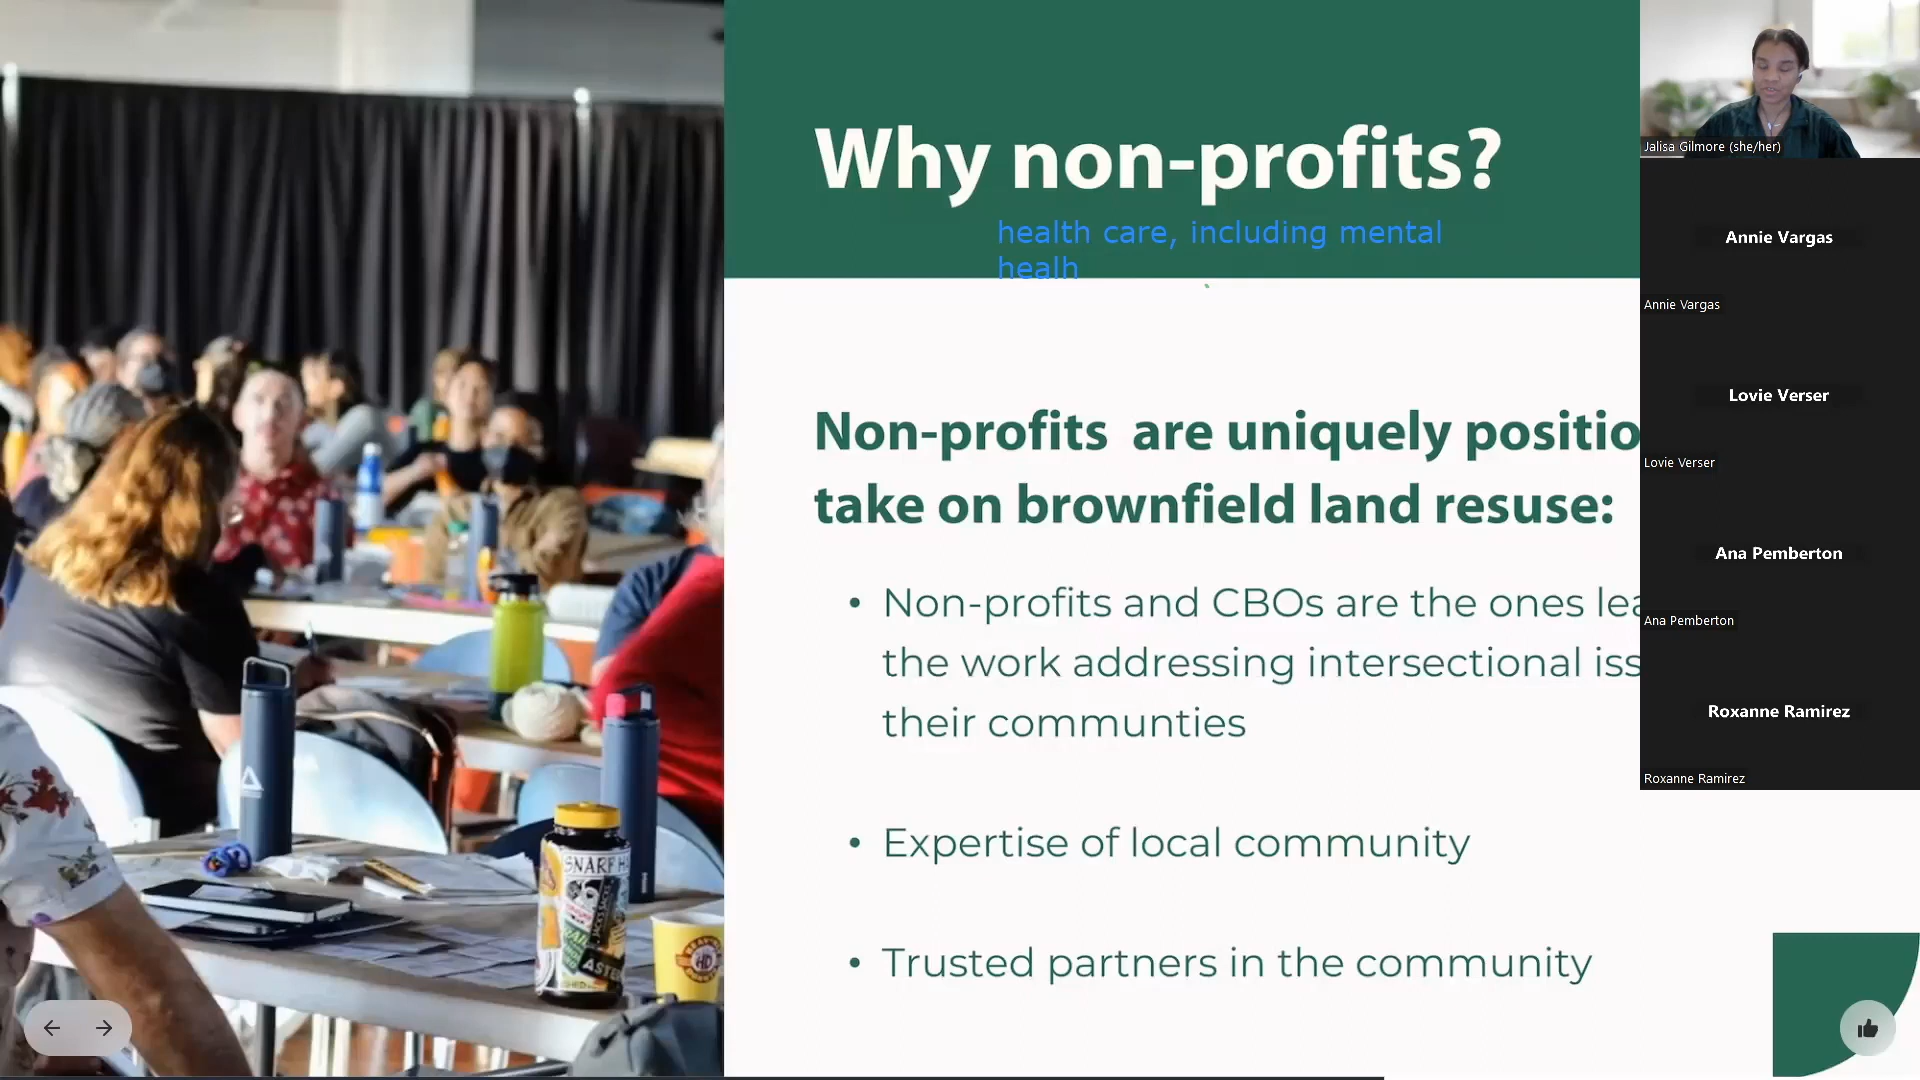 Why non-profits?
health care, including mental
healh
Non-profits  are uniquely positio
take on brownfield land resuse:
• Non-profits and CBOs are the ones lea
the work addressing intersectional iss
their communties
• Expertise of local community
• Trusted partners in the community
Jalisa Gilmore (she/her)
Annie Vargas
Annie Vargas
Lovie Verser
Lovie Verser
Ana Pemberton
Ana Pemberton
Roxanne Ramirez
Roxanne Ramirez
SNARF
HD